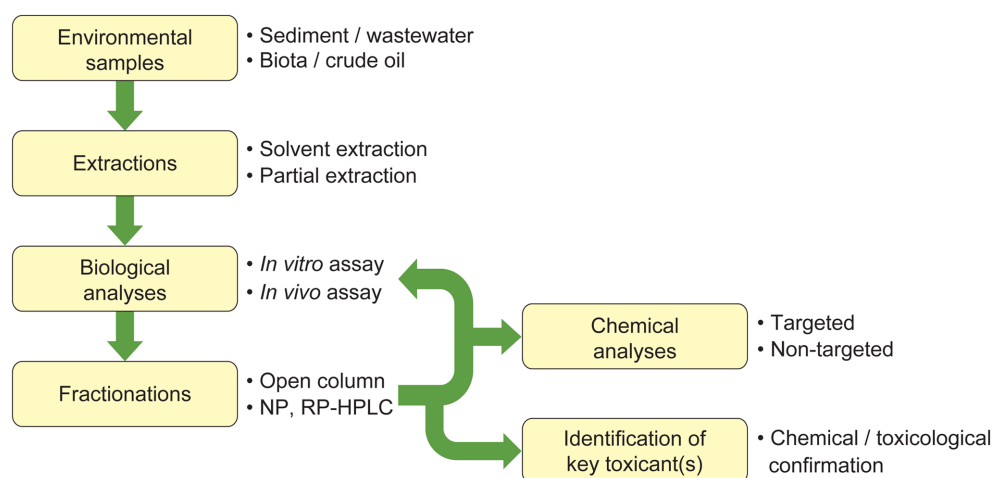 Environmental
samples
• Sediment / wastewater
• Biota / crude oil
Extractions
• Solvent extraction
• Partial extraction
Biological
analyses
• In vitro assay
• In vivo assay
Fractionations
• Open column
• NP, RP-HPLC
Chemical
analyses
• Targeted
• Non-targeted
Identification of
key toxicant(s)
• Chemical / toxicological
confirmation